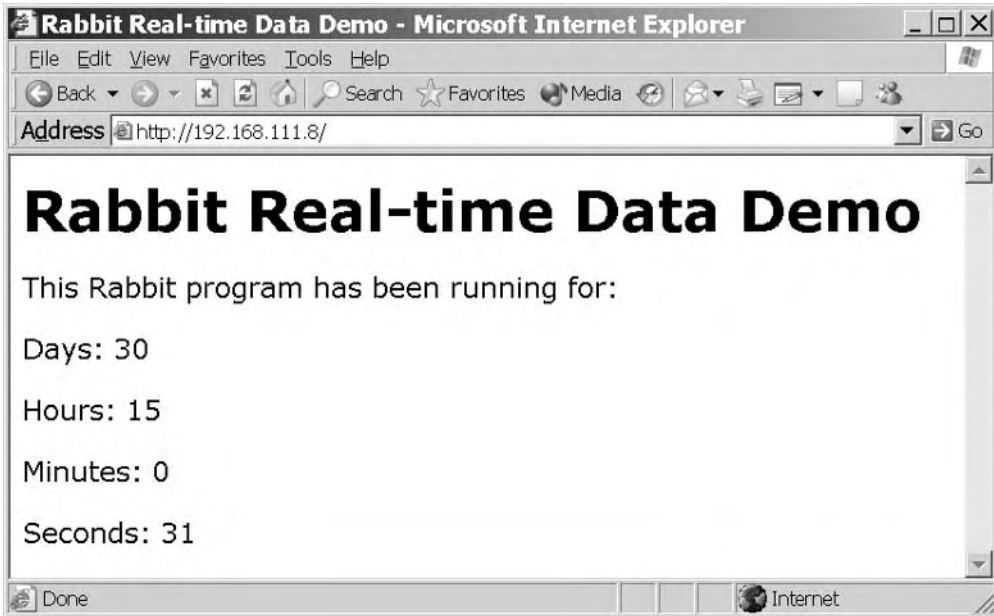 Rabbit Real-time Data Demo - Microsoft Internet Explorer
File Edit View Favorites Tools Help
Back Search Favorites Media
Address http://192.168.111.8/ Go
Rabbit Real-time Data Demo
This Rabbit program has been running for:
Days: 30
Hours: 15
Minutes: 0
Seconds: 31
Done Internet